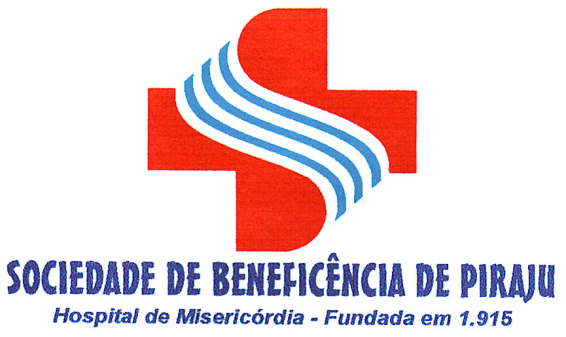 SOCIEDADE DE BENEFICÊNCIA DE PIRAJU
Hospital de Misericórdia - Fundada em 1.915